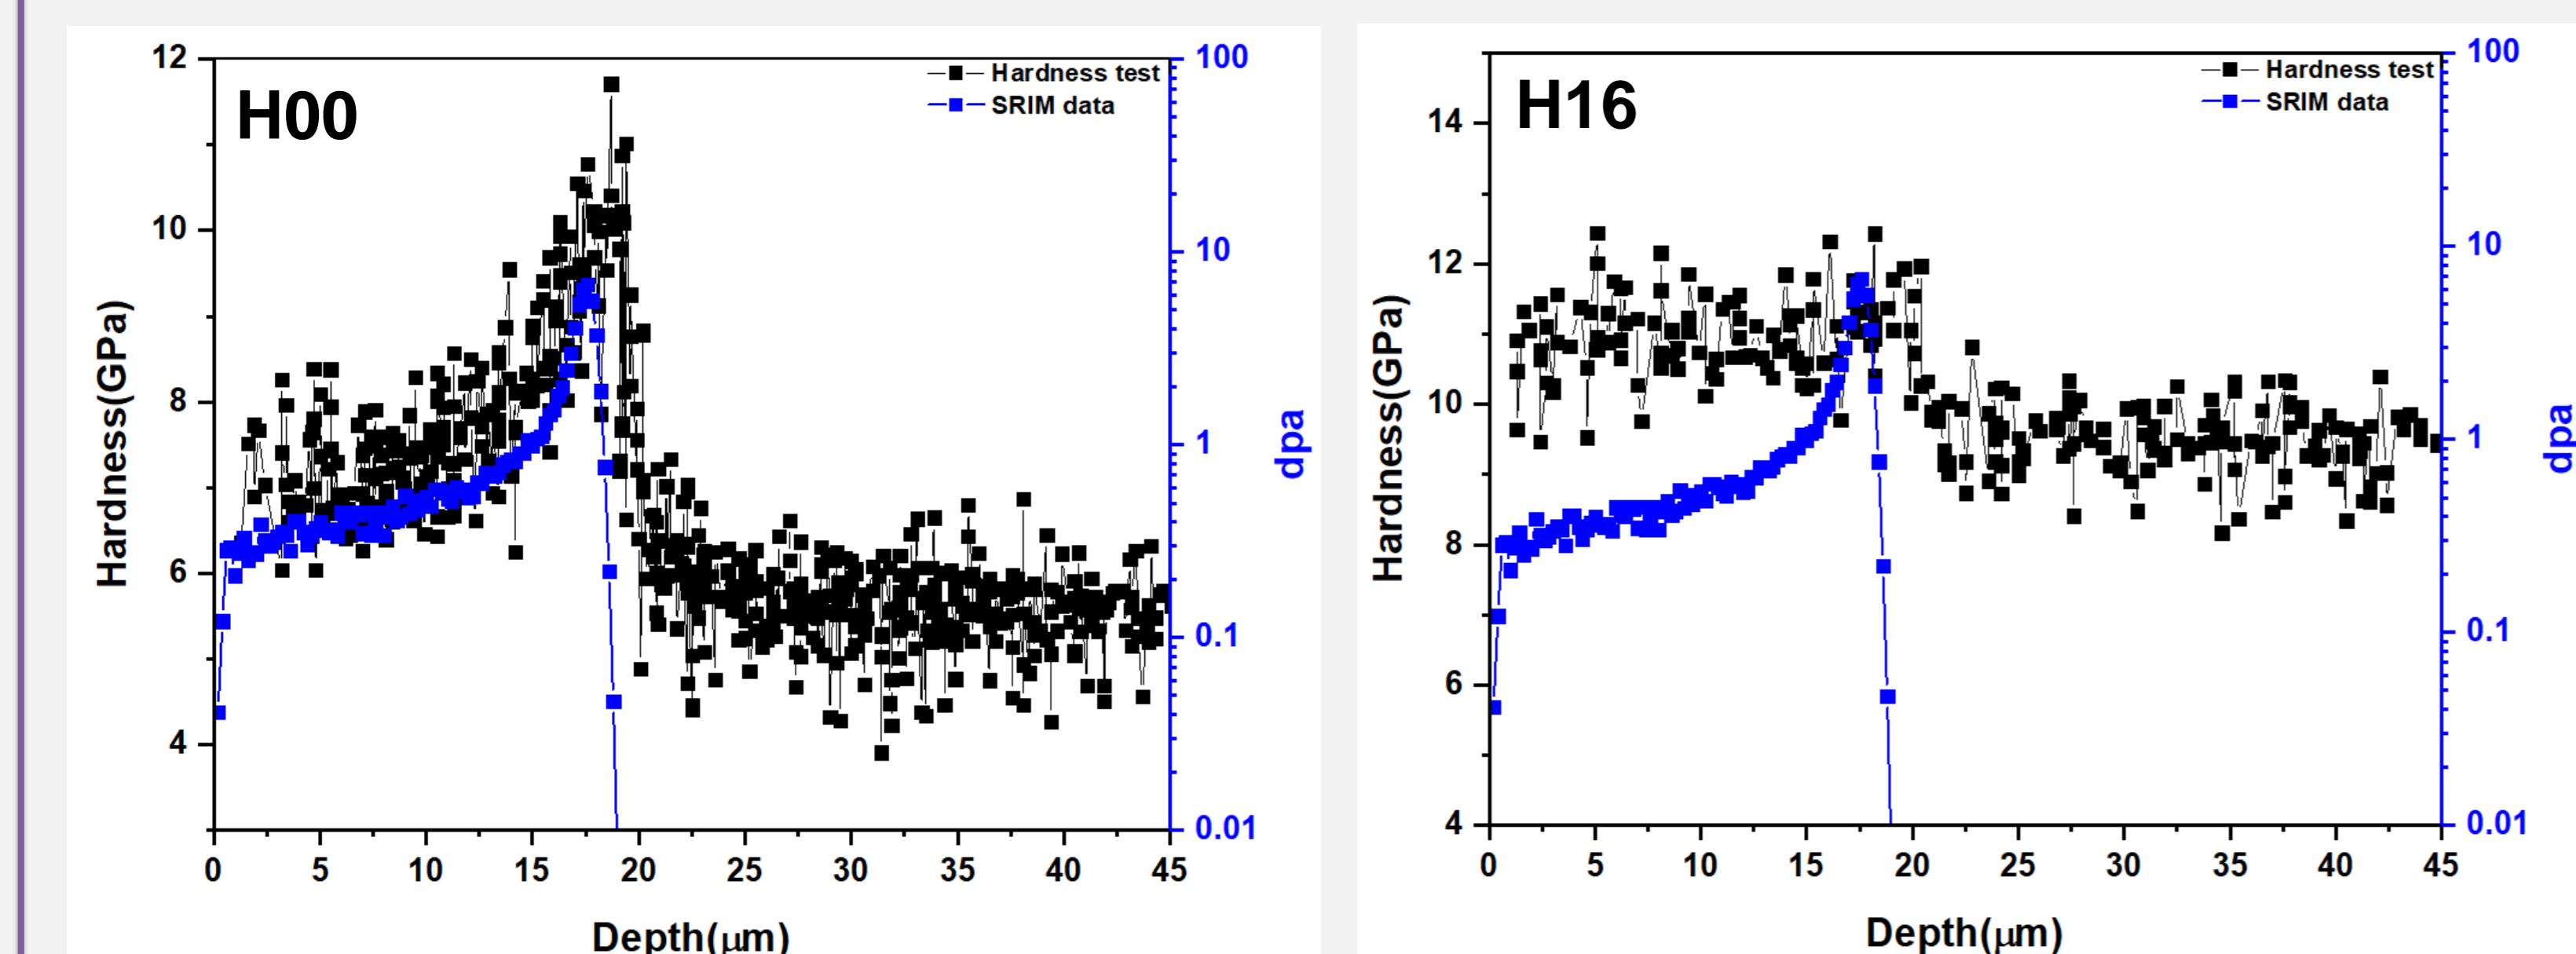 H00
Hardness test
SRIM data
Hardness(GPa)
12
10
8
6
4
100
10
1
0.1
0.01
dpa
0 5 10 15 20 25 30 35 40 45
Depth(μm)
H16
Hardness test
SRIM data
Hardness(GPa)
14
12
10
8
6
4
100
10
1
0.1
0.01
dpa
0 5 10 15 20 25 30 35 40 45
Depth(μm)